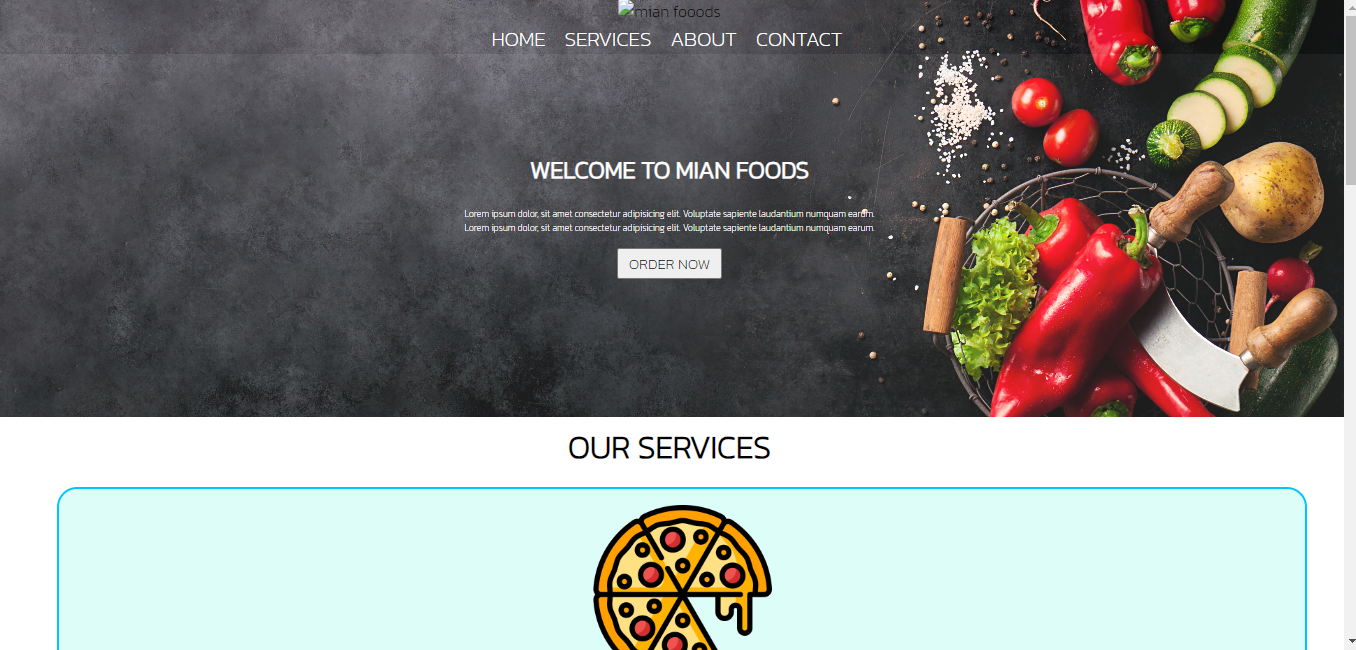 mian fooods
HOME SERVICES ABOUT CONTACT
WELCOME TO MIAN FOODS
Lorem ipsum dolor, sit amet consectetur adipisicing elit. Voluptate sapiente laudantium numquam earum.
Lorem ipsum dolor, sit amet consectetur adipisicing elit. Voluptate sapiente laudantium numquam earum.
ORDER NOW
OUR SERVICES